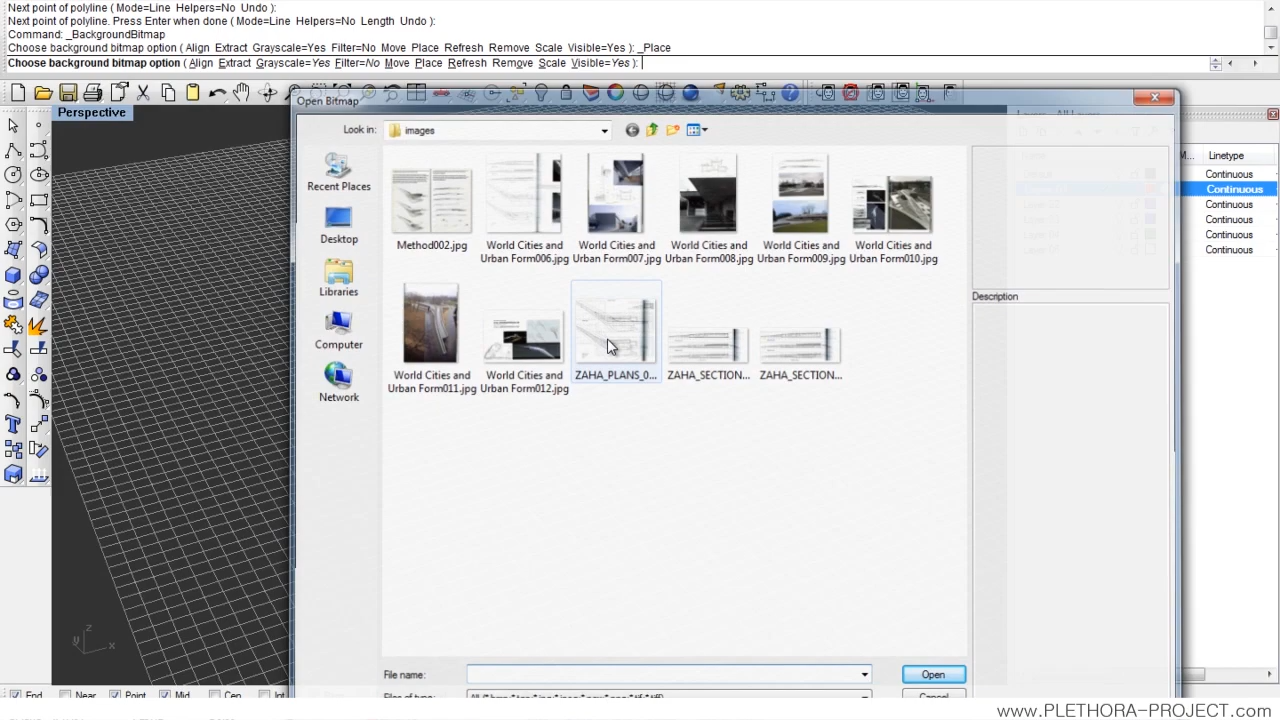 Next point of polyline ( Mode=Line Helpers=No Undo ):
Next point of polyline. Press Enter when done ( Mode=Line Helpers=No Length Undo ):
Command: _BackgroundBitmap
Choose background bitmap option ( Align Extract Grayscale=Yes Filter=No Move Place Refresh Remove Scale Visible=Yes ): _Place
Choose background bitmap option ( Align Extract Grayscale=Yes Filter=No Move Place Refresh Remove Scale Visible=Yes ):
Perspective
Open Bitmap
Look in: images
M... Linetype
Continuous
Continuous
Continuous
Continuous
Continuous
Continuous
Recent Places
Desktop
Libraries
Computer
Network
Method002.jpg
World Cities and Urban Form006.jpg
World Cities and Urban Form007.jpg
World Cities and Urban Form008.jpg
World Cities and Urban Form009.jpg
World Cities and Urban Form010.jpg
World Cities and Urban Form011.jpg
World Cities and Urban Form012.jpg
ZAHA_PLANS_0...
ZAHA_SECTION...
ZAHA_SECTION...
Description
z
y x
File name:
Open
Files of type:
Cancel
End Near Point Mid Cen Int
www.PLETHORA-PROJECT.com